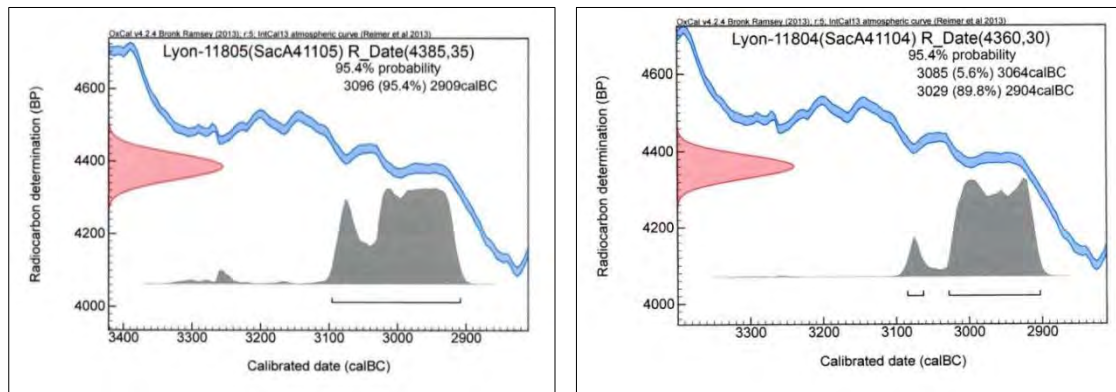 OxCal v4.2.4 Bronk Ramsey (2013); r:5; IntCal13 atmospheric curve (Reimer et al 2013)
Lyon-11805(SacA41105) R_Date(4385,35)
95.4% probability
3096 (95.4%) 2909calBC
Radiocarbon determination (BP)
4600
4400
4200
4000
3420
3300
3200
3100
3000
2900
Calibrated date (calBC)
OxCal v4.2.4 Bronk Ramsey (2013); r:5; IntCal13 atmospheric curve (Reimer et al 2013)
Lyon-11804(SacA41104) R_Date(4360,30)
95.4% probability
3085 (5.6%) 3064calBC
3029 (89.8%) 2904calBC
Radiocarbon determination (BP)
4600
4400
4200
4000
3300
3200
3100
3000
2900
Calibrated date (calBC)